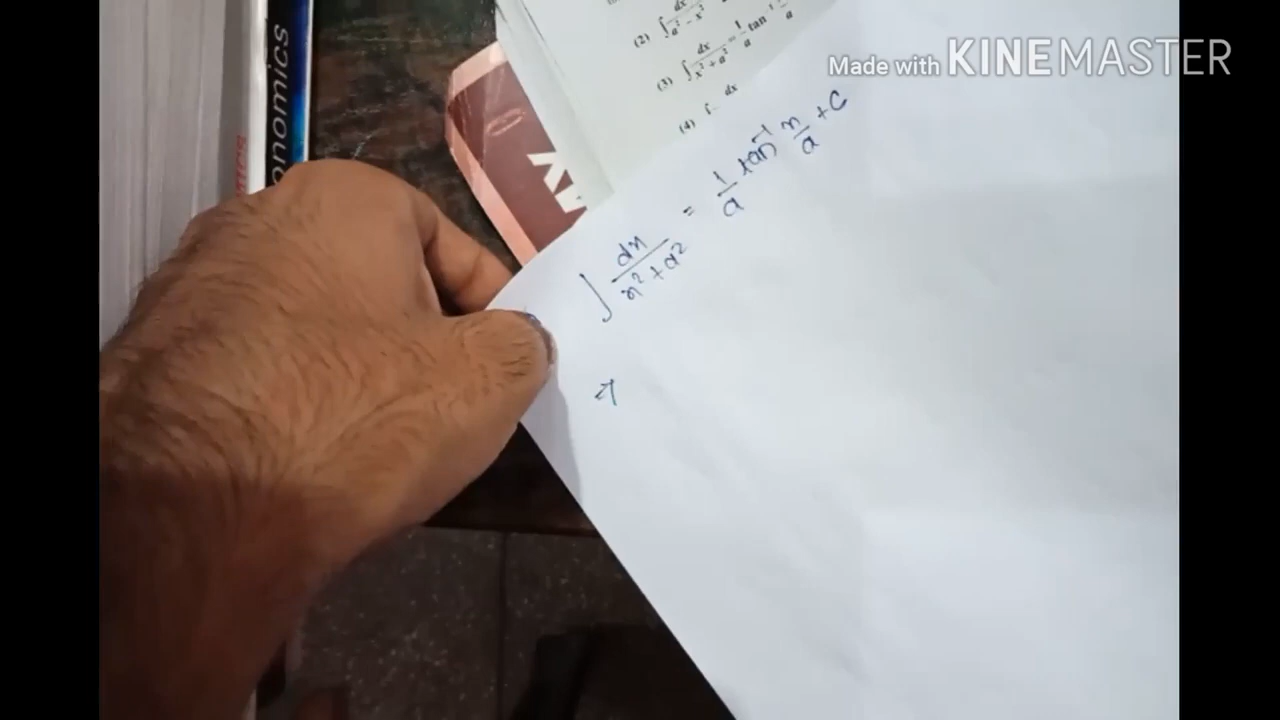 onomics
(2) ∫ dx/(a² − x²)
(3) ∫ dx/(x² + a²) = 1/a tan⁻¹ x/a
(4) ∫ dx
Made with KINEMASTER
∫ dx/(x² + a²) = 1/a tan⁻¹ x/a + C
⇒